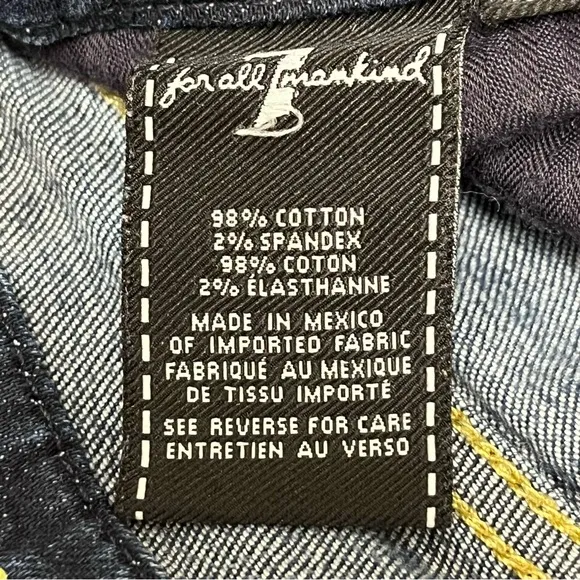 7 for all mankind
98% COTTON
2% SPANDEX
98% COTON
2% ÉLASTHANNE
MADE IN MEXICO
OF IMPORTED FABRIC
FABRIQUÉ AU MEXIQUE
DE TISSU IMPORTÉ
SEE REVERSE FOR CARE
ENTRETIEN AU VERSO